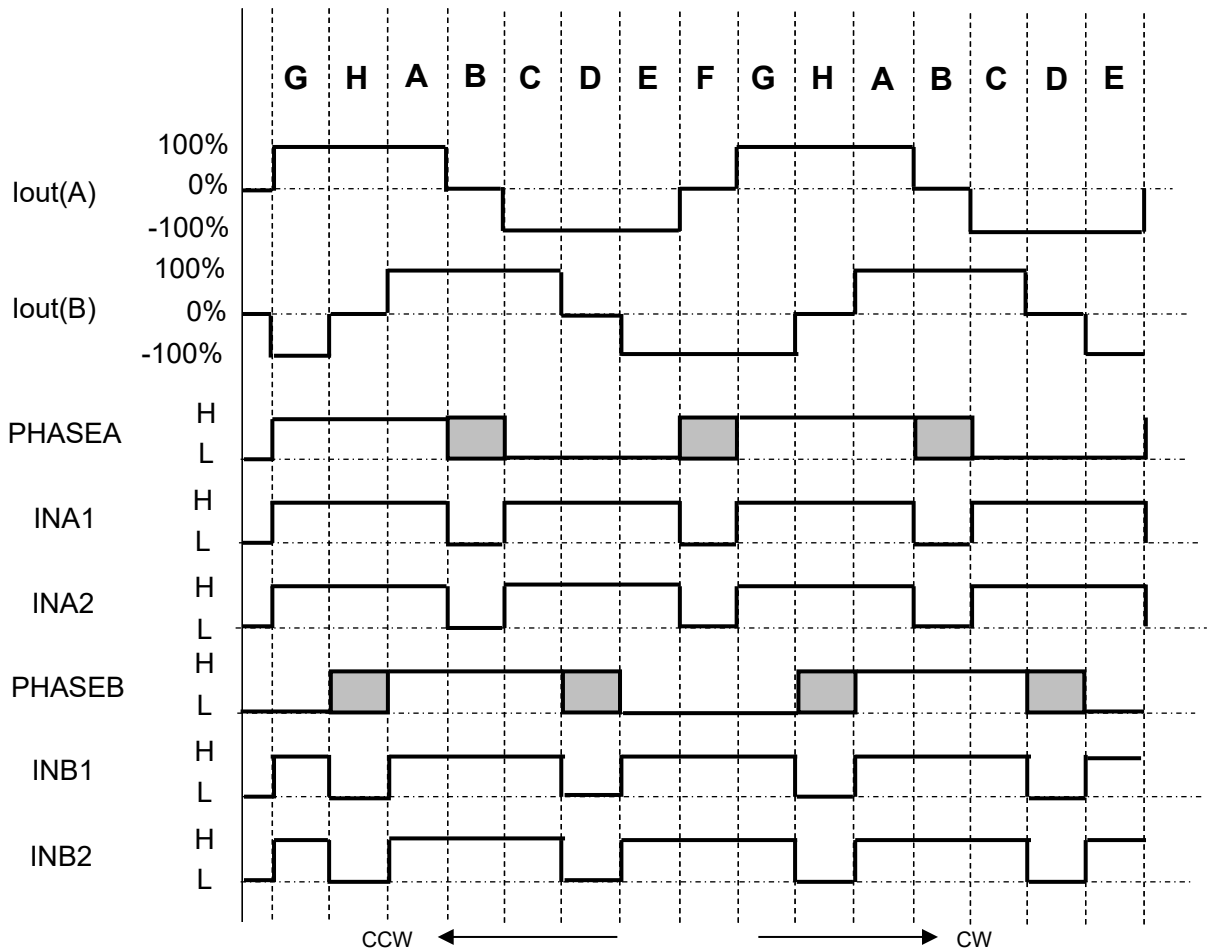 G H A B C D E F G H A B C D E
100%
Iout(A)
0%
-100%
100%
Iout(B)
0%
-100%
PHASEA
H
L
INA1
H
L
INA2
H
L
PHASEB
H
L
INB1
H
L
INB2
H
L
CCW CW